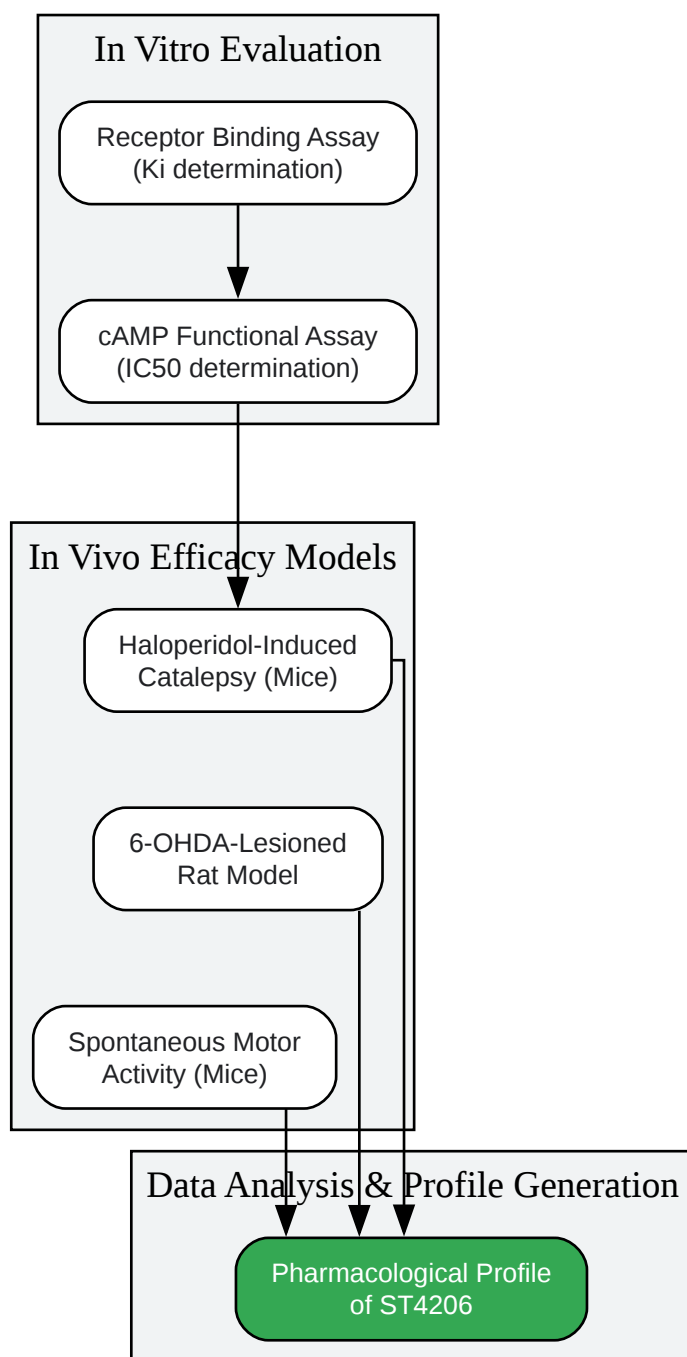 In Vitro Evaluation
Receptor Binding Assay
(Ki determination)
cAMP Functional Assay
(IC50 determination)
In Vivo Efficacy Models
Haloperidol-Induced
Catalepsy (Mice)
6-OHDA-Lesioned
Rat Model
Spontaneous Motor
Activity (Mice)
Data Analysis & Profile Generation
Pharmacological Profile
of ST4206